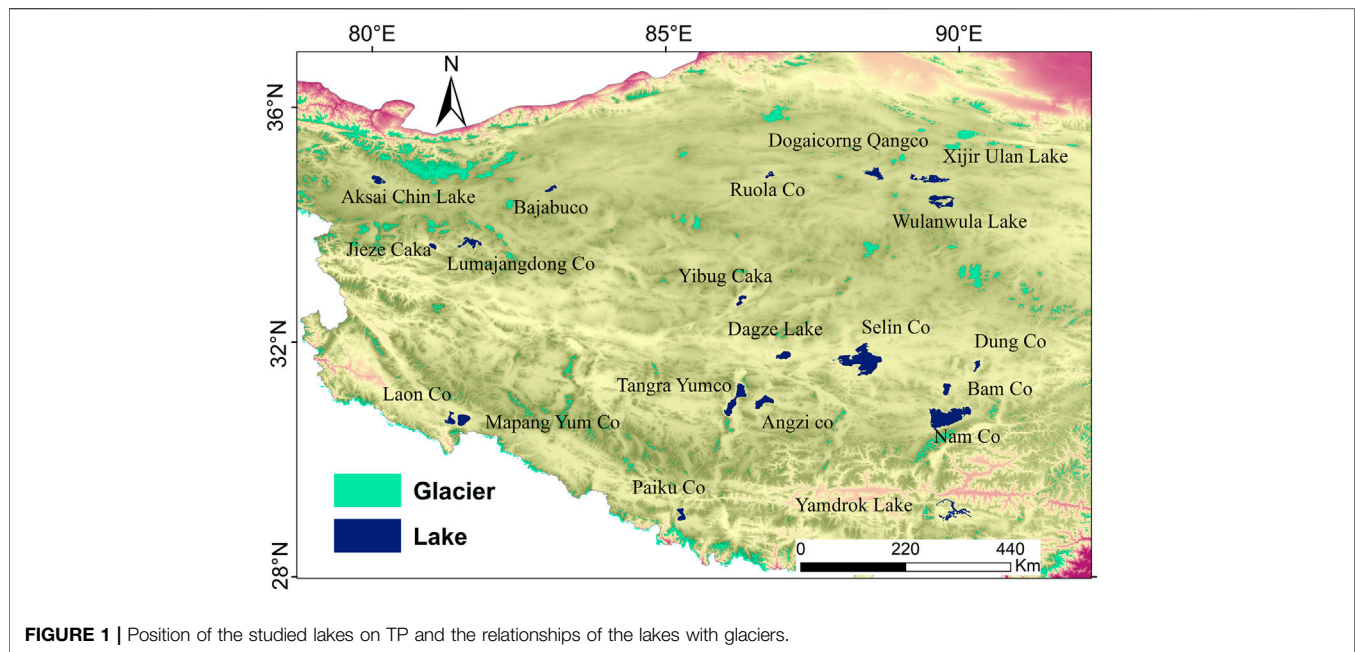 80°E 85°E 90°E
N
36°N
Dogaicorng Qangco
Xijir Ulan Lake
Aksai Chin Lake
Bajabuco
Ruola Co
Wulanwula Lake
Jieze Caka
Lumajangdong Co
Yibug Caka
32°N
Dagze Lake
Selin Co
Dung Co
Laon Co
Tangra Yumco
Bam Co
Mapang Yum Co
Angzi co
Nam Co
Glacier
Paiku Co
Yamdrok Lake
Lake
0 220 440
Km
28°N
FIGURE 1 | Position of the studied lakes on TP and the relationships of the lakes with glaciers.